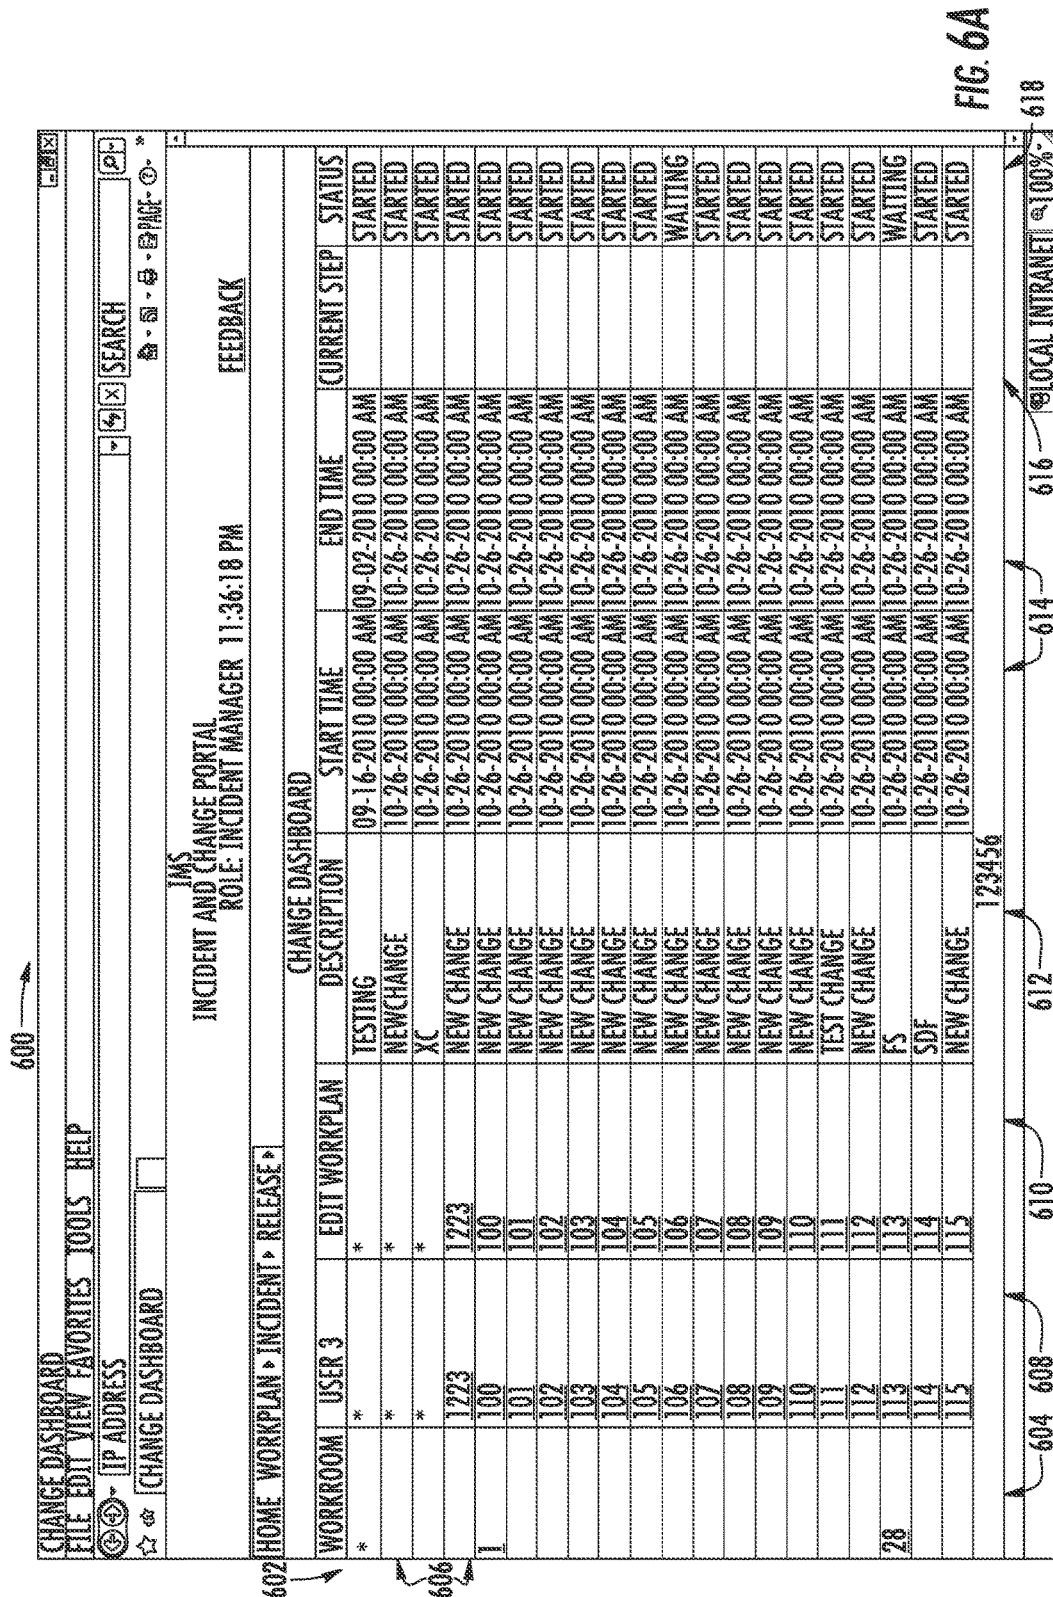 600
CHANGE DASHBOARD
FILE EDIT VIEW FAVORITES TOOLS HELP
IP ADDRESS SEARCH
CHANGE DASHBOARD PAGE
IMS
INCIDENT AND CHANGE PORTAL
ROLE: INCIDENT MANAGER 11:36:18 PM FEEDBACK
602 HOME WORKPLAN INCIDENT RELEASE
CHANGE DASHBOARD
WORKROOM USER 3 EDIT WORKPLAN DESCRIPTION START TIME END TIME CURRENT STEP STATUS
* * * TESTING 09-16-2010 00:00 AM 09-02-2010 00:00 AM STARTED
* * NEWCHANGE 10-26-2010 00:00 AM 10-26-2010 00:00 AM STARTED
* * XC 10-26-2010 00:00 AM 10-26-2010 00:00 AM STARTED
1223 1223 NEW CHANGE 10-26-2010 00:00 AM 10-26-2010 00:00 AM STARTED
1 100 100 NEW CHANGE 10-26-2010 00:00 AM 10-26-2010 00:00 AM STARTED
101 101 NEW CHANGE 10-26-2010 00:00 AM 10-26-2010 00:00 AM STARTED
102 102 NEW CHANGE 10-26-2010 00:00 AM 10-26-2010 00:00 AM STARTED
103 103 NEW CHANGE 10-26-2010 00:00 AM 10-26-2010 00:00 AM STARTED
104 104 NEW CHANGE 10-26-2010 00:00 AM 10-26-2010 00:00 AM STARTED
105 105 NEW CHANGE 10-26-2010 00:00 AM 10-26-2010 00:00 AM STARTED
106 106 NEW CHANGE 10-26-2010 00:00 AM 10-26-2010 00:00 AM WAITING
107 107 NEW CHANGE 10-26-2010 00:00 AM 10-26-2010 00:00 AM STARTED
108 108 NEW CHANGE 10-26-2010 00:00 AM 10-26-2010 00:00 AM STARTED
109 109 NEW CHANGE 10-26-2010 00:00 AM 10-26-2010 00:00 AM STARTED
110 110 NEW CHANGE 10-26-2010 00:00 AM 10-26-2010 00:00 AM STARTED
111 111 TEST CHANGE 10-26-2010 00:00 AM 10-26-2010 00:00 AM STARTED
112 112 NEW CHANGE 10-26-2010 00:00 AM 10-26-2010 00:00 AM STARTED
28 113 113 FS 10-26-2010 00:00 AM 10-26-2010 00:00 AM WAITING
114 114 SDF 10-26-2010 00:00 AM 10-26-2010 00:00 AM STARTED
115 115 NEW CHANGE 10-26-2010 00:00 AM 10-26-2010 00:00 AM STARTED
606
123456
LOCAL INTRANET 100%
604 608 610 612 614 616 618
FIG. 6A